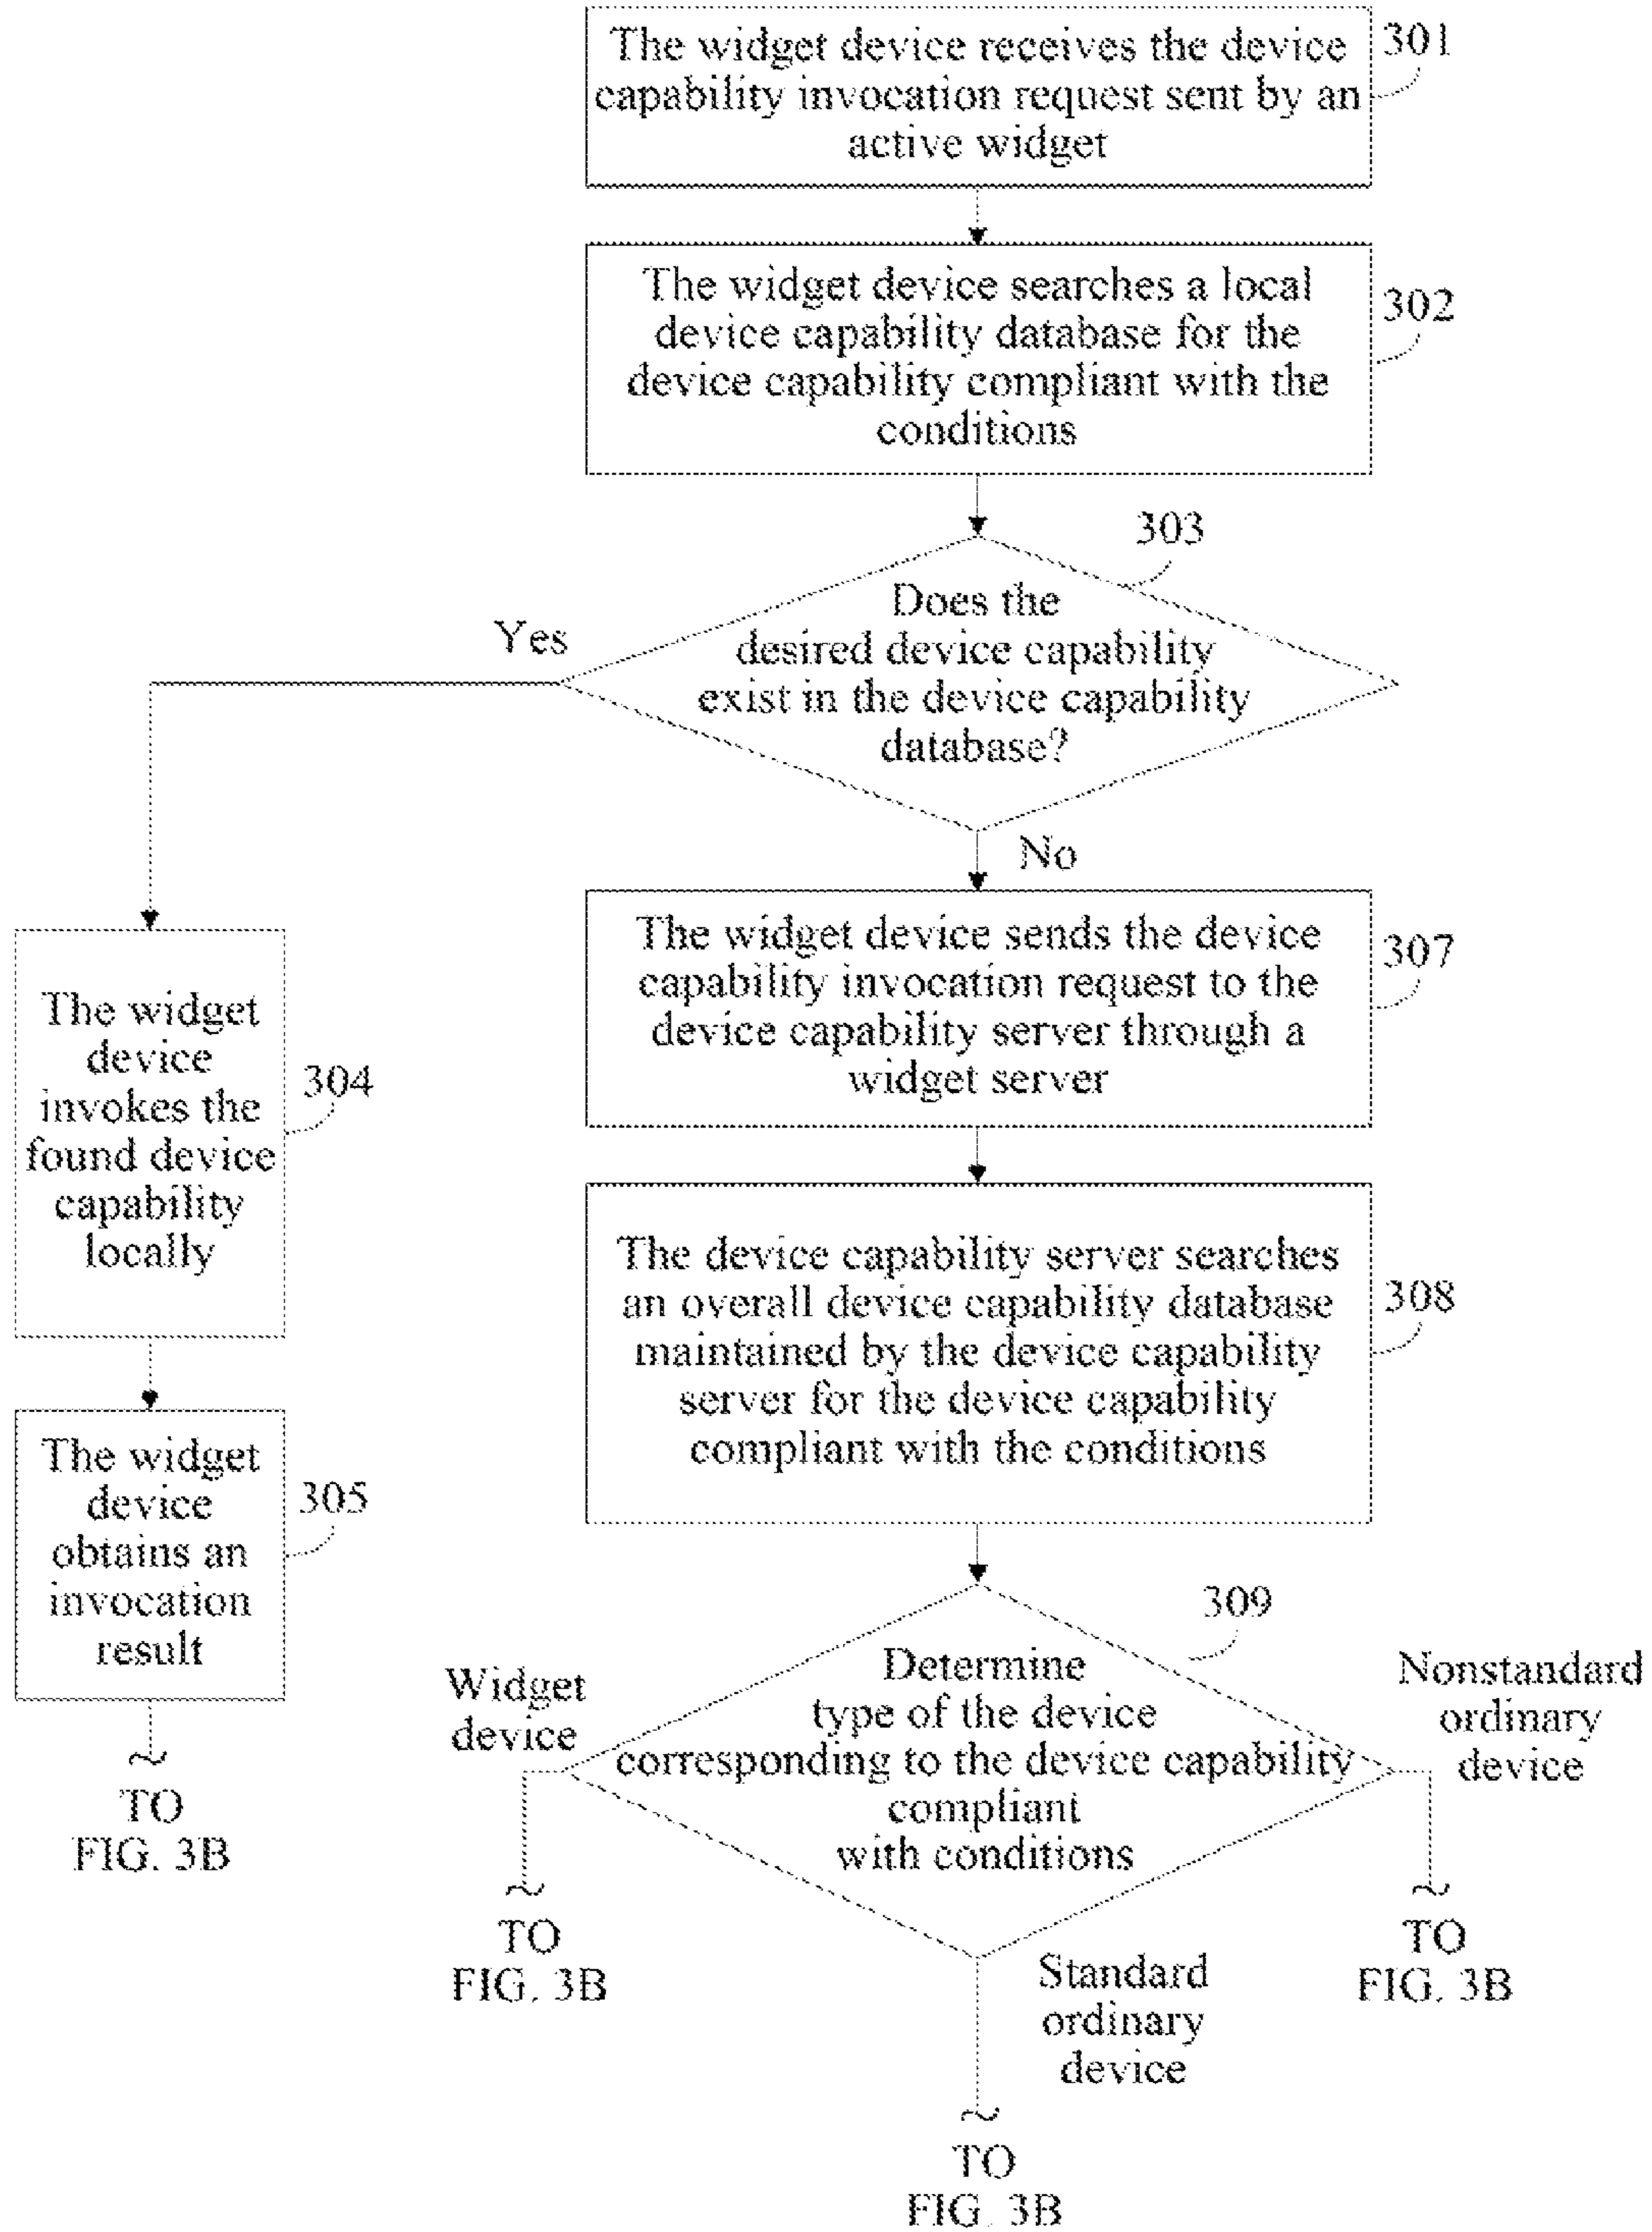 The widget device receives the device
capability invocation request sent by an
active widget
301
The widget device searches a local
device capability database for the
device capability compliant with the
conditions
302
303
Does the
desired device capability
exist in the device capability
database?
Yes
No
The widget
device
invokes the
found device
capability
locally
304
The widget device sends the device
capability invocation request to the
device capability server through a
widget server
307
The device capability server searches
an overall device capability database
maintained by the device capability
server for the device capability
compliant with the conditions
308
The widget
device
obtains an
invocation
result
305
TO
FIG. 3B
309
Determine
type of the device
corresponding to the device capability
compliant
with conditions
Widget
device
TO
FIG. 3B
Nonstandard
ordinary
device
TO
FIG. 3B
Standard
ordinary
device
TO
FIG. 3B